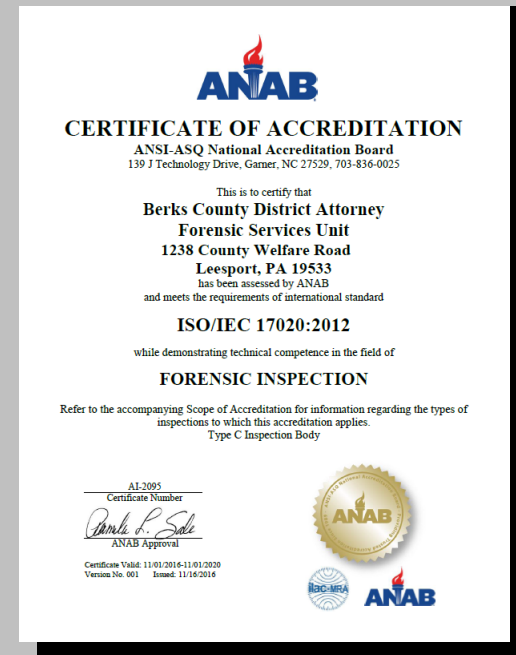 ANAB
CERTIFICATE OF ACCREDITATION
ANSI-ASQ National Accreditation Board
139 J Technology Drive, Garner, NC 27529, 703-836-0025
This is to certify that
Berks County District Attorney
Forensic Services Unit
1238 County Welfare Road
Leesport, PA 19533
has been assessed by ANAB
and meets the requirements of international standard
ISO/IEC 17020:2012
while demonstrating technical competence in the field of
FORENSIC INSPECTION
Refer to the accompanying Scope of Accreditation for information regarding the types of
inspections to which this accreditation applies.
Type C Inspection Body
AI-2095
Certificate Number
Pamela L. Sale
ANAB Approval
Certificate Valid: 11/01/2016-11/01/2020
Version No. 001 Issued: 11/16/2016
ANAB
ilac-MRA
ANAB